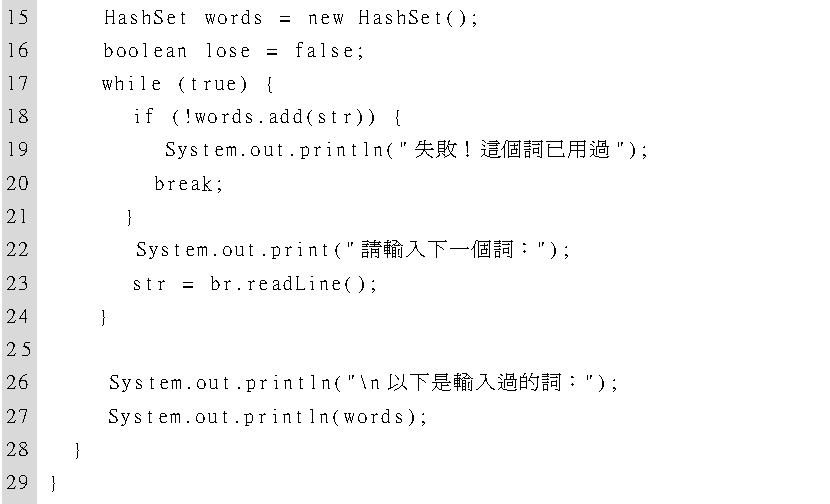 15 HashSet words = new HashSet();
16 boolean lose = false;
17 while (true) {
18 if (!words.add(str)) {
19 System.out.println("失敗！這個詞已用過");
20 break;
21 }
22 System.out.print("請輸入下一個詞：");
23 str = br.readLine();
24 }
25
26 System.out.println("\n以下是輸入過的詞：");
27 System.out.println(words);
28 }
29 }